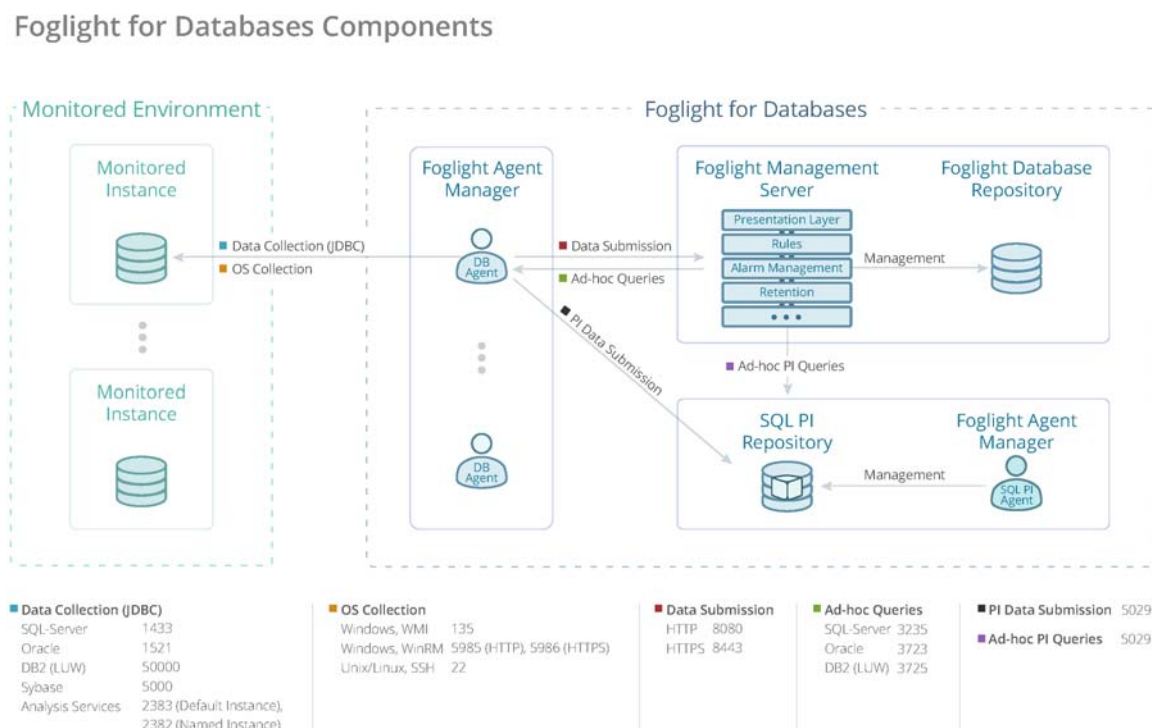 Foglight for Databases Components
Monitored Environment
Foglight for Databases
Monitored
Instance
Foglight Agent
Manager
Foglight Management
Server
Foglight Database
Repository
Presentation Layer
Rules
Alarm Management
Retention
Data Collection (JDBC)
OS Collection
DB
Agent
Data Submission
Ad-hoc Queries
Management
PI Data Submission
Ad-hoc PI Queries
Monitored
Instance
DB
Agent
SQL PI
Repository
Foglight Agent
Manager
Management
SQL PI
Agent
Data Collection (JDBC)
SQL-Server 1433
Oracle 1521
DB2 (LUW) 50000
Sybase 5000
Analysis Services 2383 (Default Instance),
2382 (Named Instance)
OS Collection
Windows, WMI 135
Windows, WinRM 5985 (HTTP), 5986 (HTTPS)
Unix/Linux, SSH 22
Data Submission
HTTP 8080
HTTPS 8443
Ad-hoc Queries
SQL-Server 3235
Oracle 3723
DB2 (LUW) 3725
PI Data Submission 5029
Ad-hoc PI Queries 5029